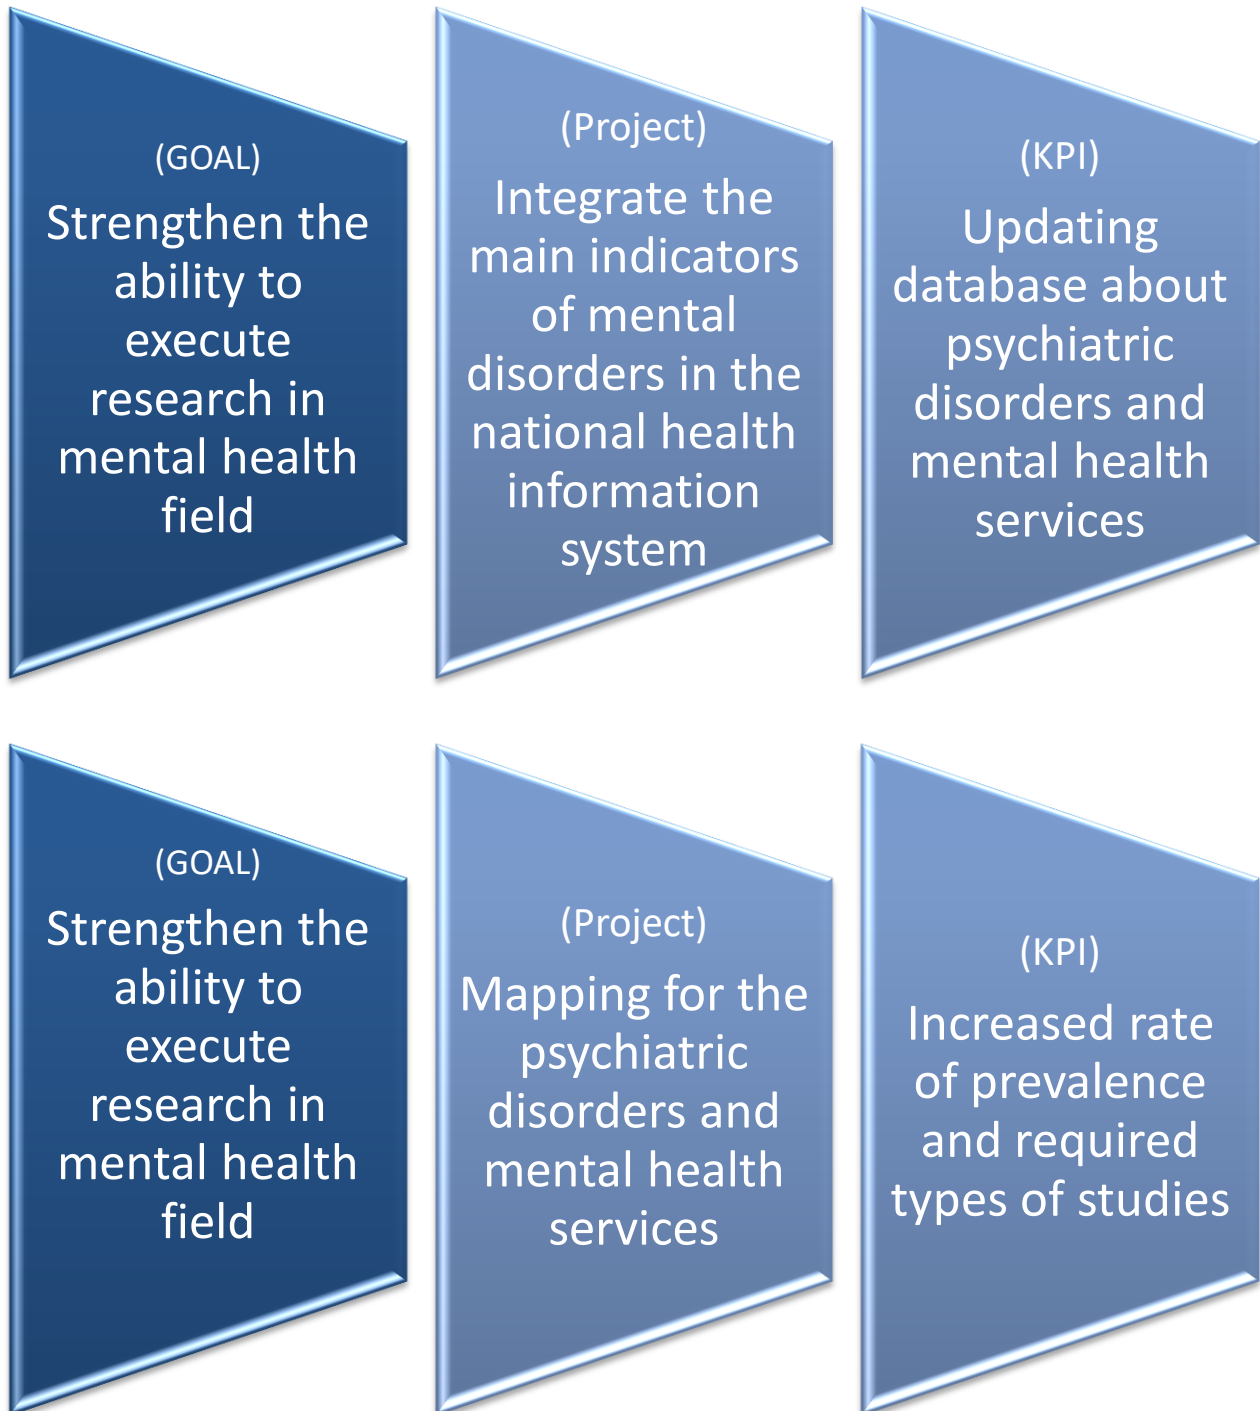 (GOAL)
Strengthen the
ability to
execute
research in
mental health
field
(Project)
Integrate the
main indicators
of mental
disorders in the
national health
information
system
(KPI)
Updating
database about
psychiatric
disorders and
mental health
services
(GOAL)
Strengthen the
ability to
execute
research in
mental health
field
(Project)
Mapping for the
psychiatric
disorders and
mental health
services
(KPI)
Increased rate
of prevalence
and required
types of studies